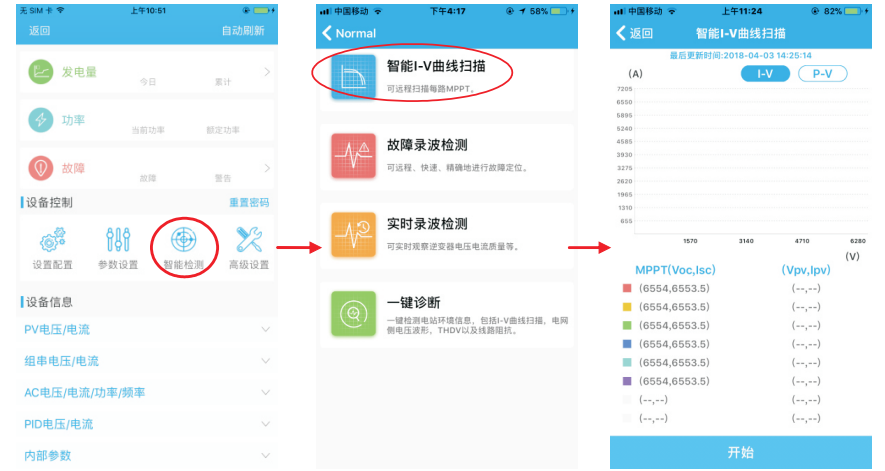 无 SIM 卡
上午10:51
返回
自动刷新
发电量
今日
累计
功率
当前功率
额定功率
故障
故障
警告
设备控制
重置密码
设置配置
参数设置
智能检测
高级设置
设备信息
PV电压/电流
组串电压/电流
AC电压/电流/功率/频率
PID电压/电流
内部参数
中国移动
下午4:17
58%
Normal
智能I-V曲线扫描
可远程扫描每路MPPT。
故障录波检测
可远程、快速、精确地进行故障定位。
实时录波检测
可实时观察逆变器电压电流质量等。
一键诊断
一键检测电站环境信息，包括I-V曲线扫描，电网
侧电压波形，THDV以及线路阻抗。
中国移动
上午11:24
82%
返回
智能I-V曲线扫描
最后更新时间:2018-04-03 14:25:14
(A)
I-V
P-V
7205
6550
5895
5240
4585
3930
3275
2620
1965
1310
655
1570
3140
4710
6280
(V)
MPPT(Voc,Isc)
(Vpv,Ipv)
(6554,6553.5)
(--,--)
(6554,6553.5)
(--,--)
(6554,6553.5)
(--,--)
(6554,6553.5)
(--,--)
(6554,6553.5)
(--,--)
(6554,6553.5)
(--,--)
(--,--)
(--,--)
(--,--)
(--,--)
开始